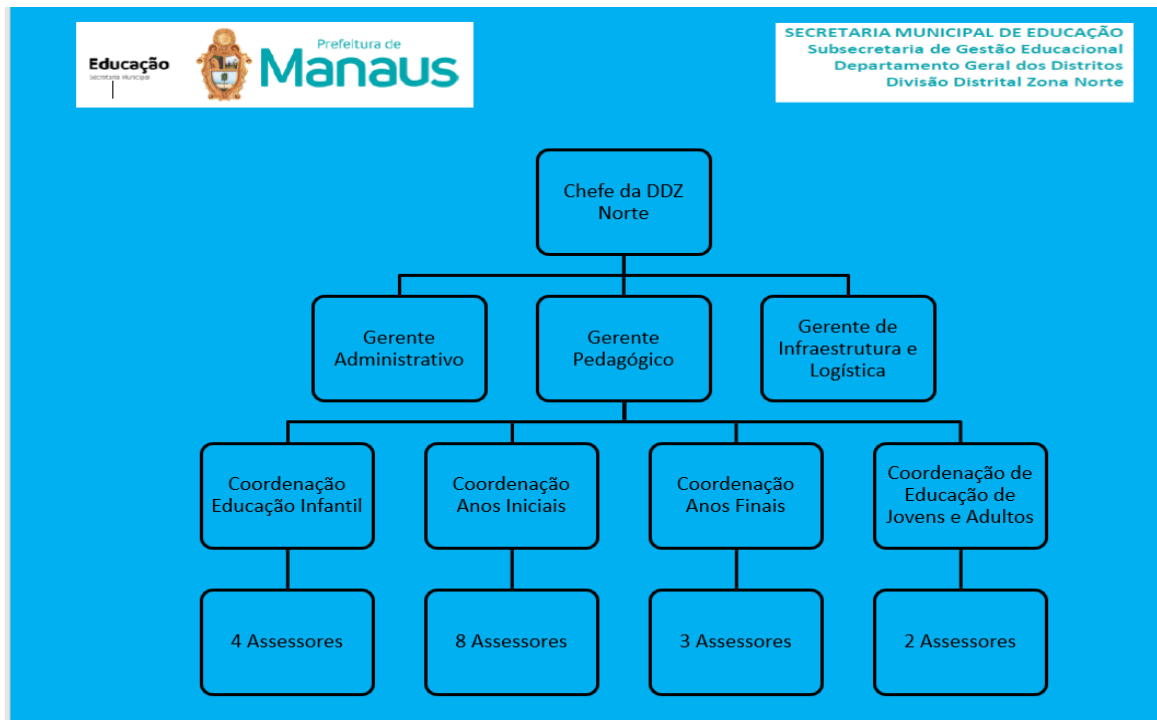 Educação
Secretaria Municipal
Prefeitura de
Manaus
SECRETARIA MUNICIPAL DE EDUCAÇÃO
Subsecretaria de Gestão Educacional
Departamento Geral dos Distritos
Divisão Distrital Zona Norte
Chefe da DDZ
Norte
Gerente
Administrativo
Gerente
Pedagógico
Gerente de
Infraestrutura e
Logística
Coordenação
Educação Infantil
Coordenação
Anos Iniciais
Coordenação
Anos Finais
Coordenação de
Educação de
Jovens e Adultos
4 Assessores
8 Assessores
3 Assessores
2 Assessores